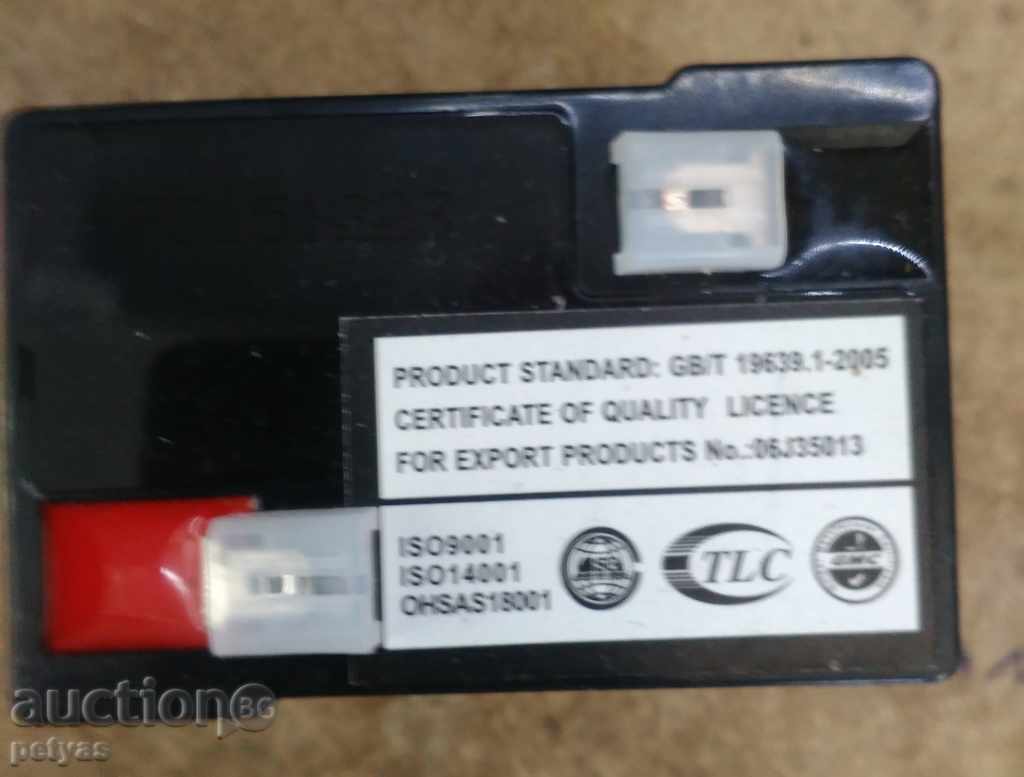 PRODUCT STANDARD: GB/T 19639.1-2005
CERTIFICATE OF QUALITY LICENCE
FOR EXPORT PRODUCTS No.:06J35013
ISO9001
ISO14001
OHSAS18001
TLC
auction BG
petyas